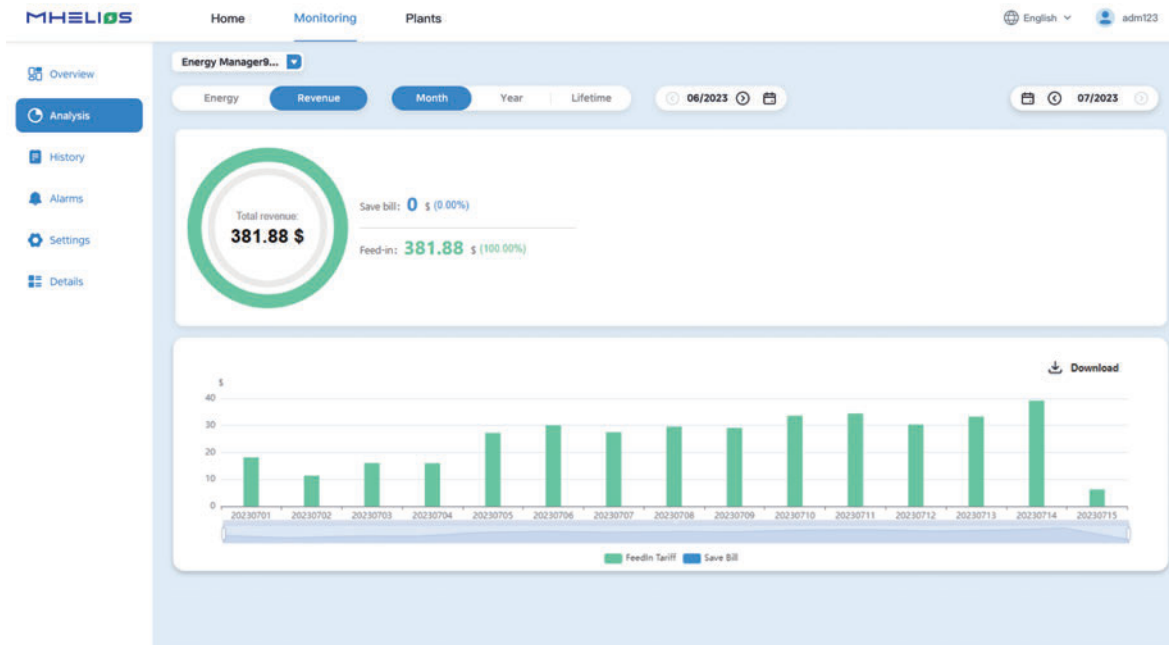 MHELIOS
Home Monitoring Plants
English adm123
Overview
Analysis
History
Alarms
Settings
Details
Energy Manager9...
Energy Revenue
Month Year Lifetime
06/2023
07/2023
Total revenue:
381.88 $
Save bill: 0 $ (0.00%)
Feed-in: 381.88 $ (100.00%)
Download
$
40
30
20
10
0
20230701 20230702 20230703 20230704 20230705 20230706 20230707 20230708 20230709 20230710 20230711 20230712 20230713 20230714 20230715
FeedIn Tariff Save Bill